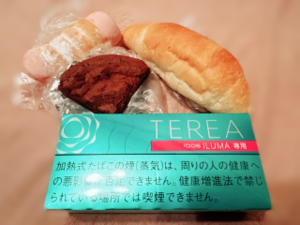 TEREA
IQOS ILUMA 専用
加熱式たばこの煙(蒸気)は、周りの人の健康へ
の悪影響が否定できません。健康増進法で禁じ
られている場所では喫煙できません。